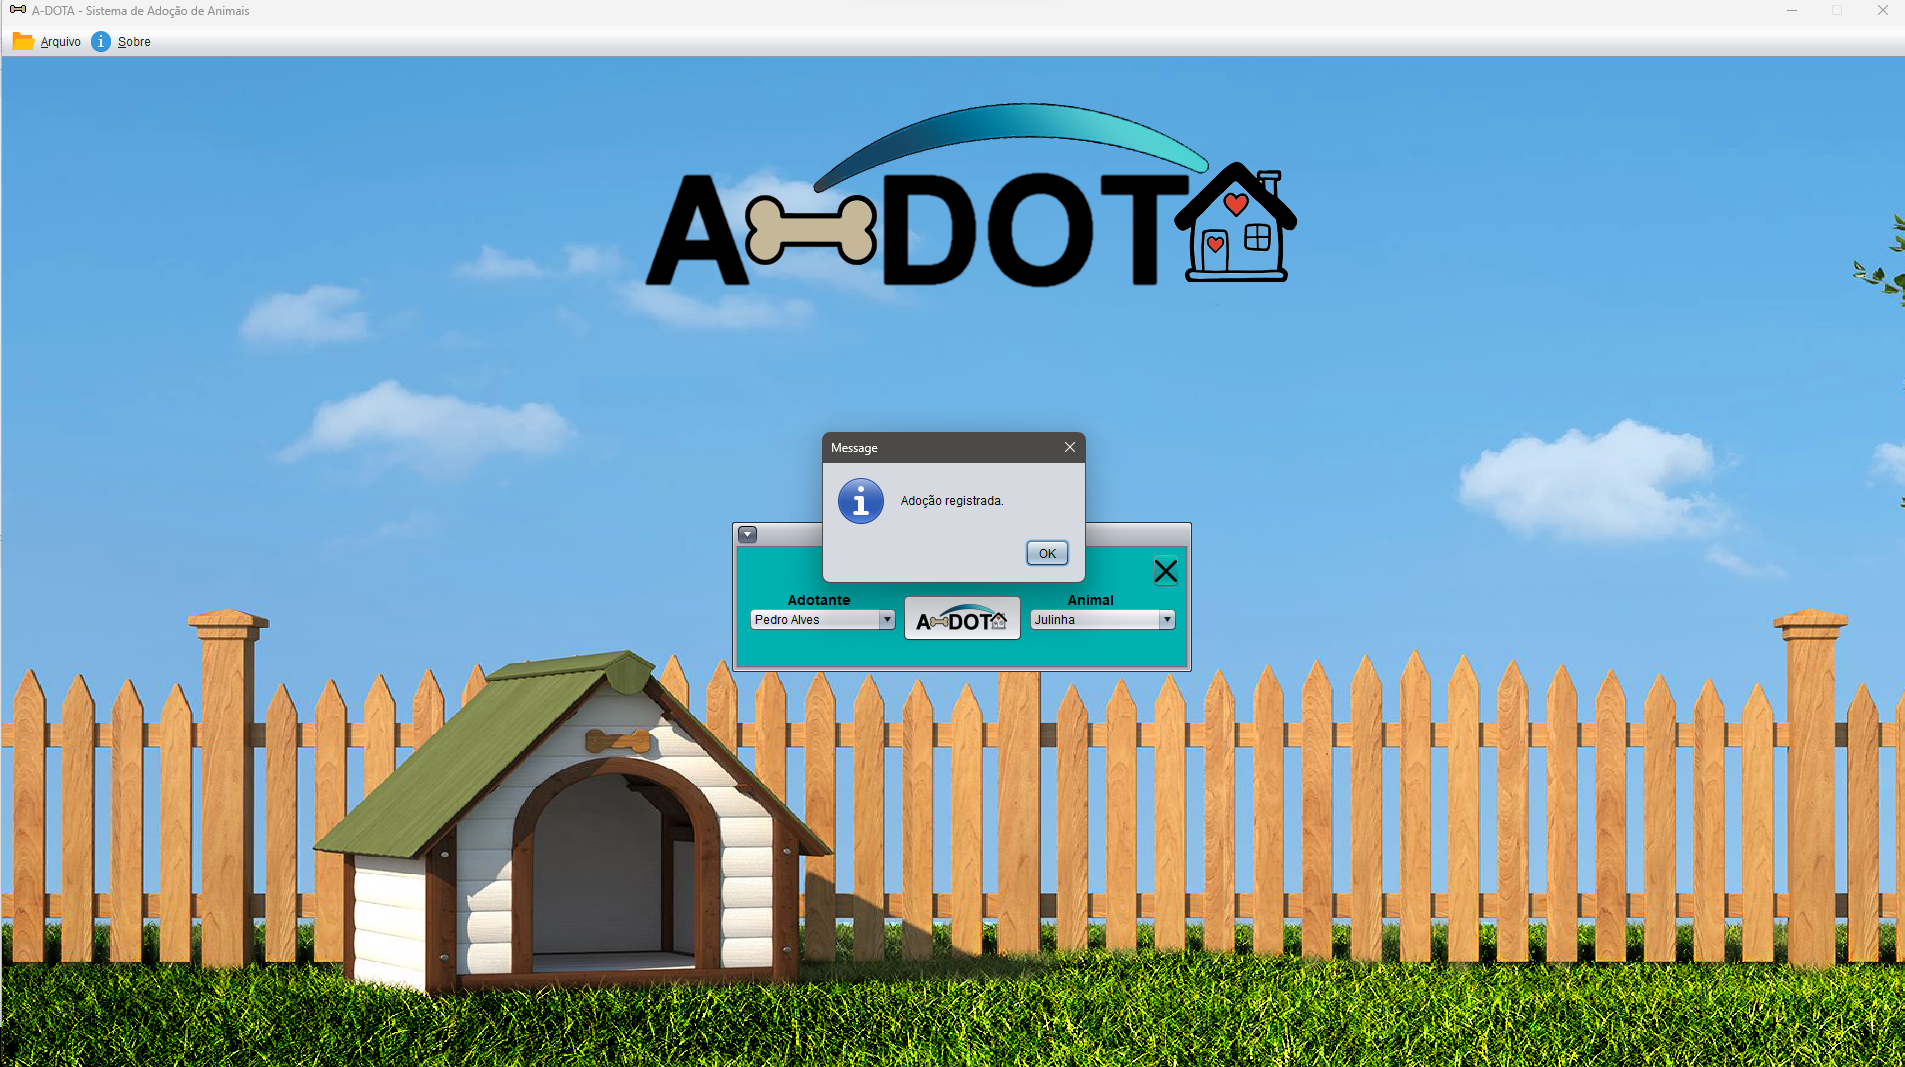 A-DOTA - Sistema de Adoção de Animais
Arquivo
Sobre
A DOT
Message
Adoção registrada.
OK
Adotante
Animal
Pedro Alves
A DOT
Julinha